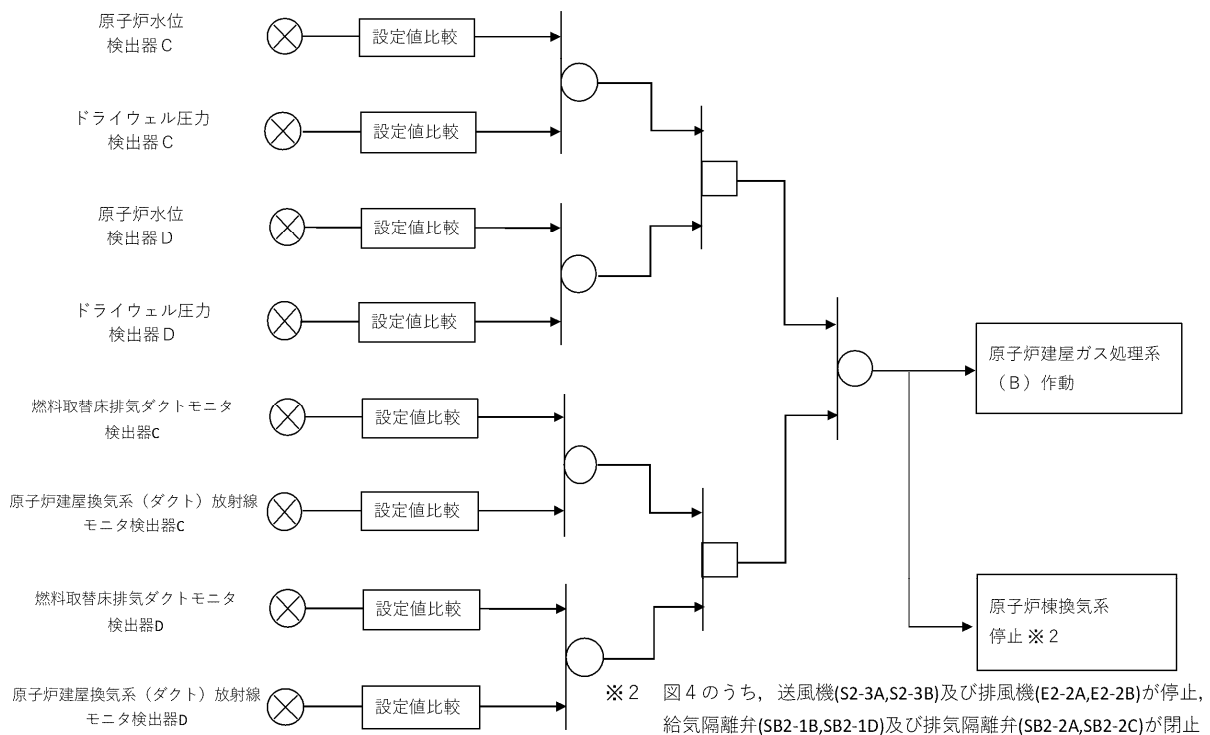 原子炉水位
検出器C
設定値比較
ドライウェル圧力
検出器C
設定値比較
原子炉水位
検出器D
設定値比較
ドライウェル圧力
検出器D
設定値比較
燃料取替床排気ダクトモニタ
検出器C
設定値比較
原子炉建屋換気系（ダクト）放射線
モニタ検出器C
設定値比較
燃料取替床排気ダクトモニタ
検出器D
設定値比較
原子炉建屋換気系（ダクト）放射線
モニタ検出器D
設定値比較
原子炉建屋ガス処理系
（B）作動
原子炉棟換気系
停止※２
※２　図４のうち，送風機(S2-3A,S2-3B)及び排風機(E2-2A,E2-2B)が停止，
給気隔離弁(SB2-1B,SB2-1D)及び排気隔離弁(SB2-2A,SB2-2C)が閉止